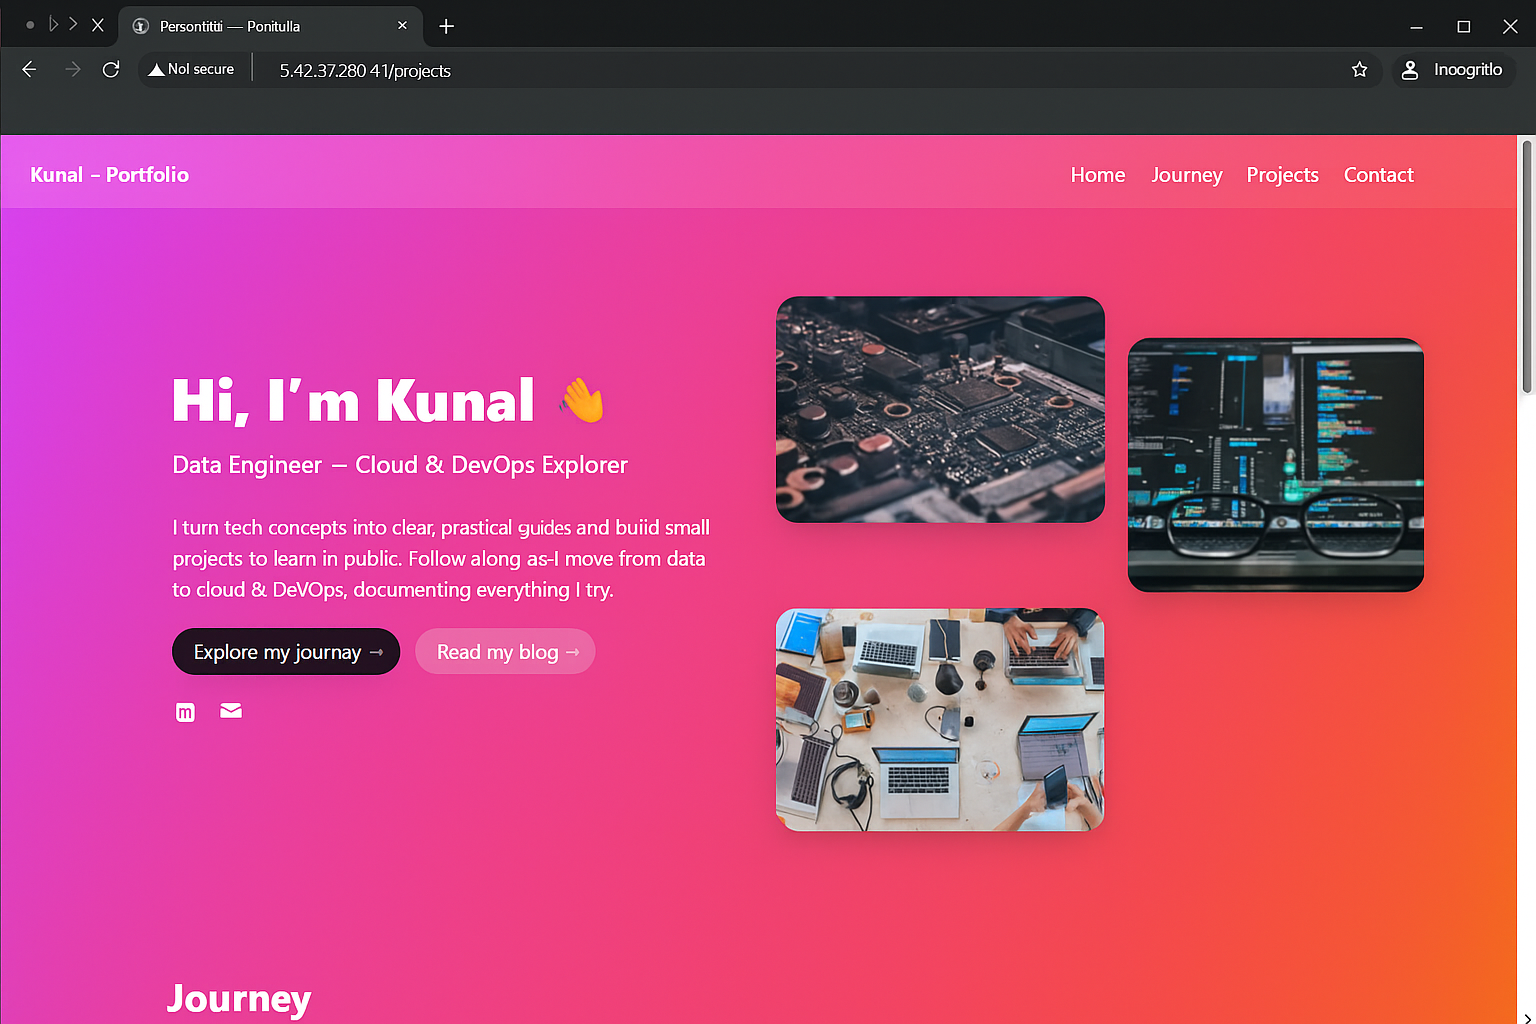 Persontitti — Ponitulla
Nol secure
5.42.37.280 41/projects
Inoogritlo
Kunal – Portfolio
Home Journey Projects Contact
Hi, I'm Kunal 👋
Data Engineer — Cloud & DevOps Explorer
I turn tech concepts into clear, prastical guides and buiid small
projects to learn in public. Follow along as-I move from data
to cloud & DeVOps, documenting everything I try.
Explore my journay →
Read my blog →
m
Journey